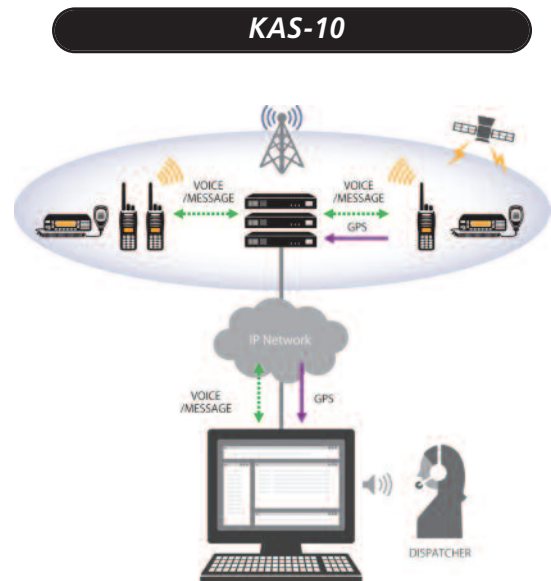 KAS-10
VOICE
/MESSAGE
VOICE
/MESSAGE
GPS
IP Network
VOICE
/MESSAGE
GPS
DISPATCHER